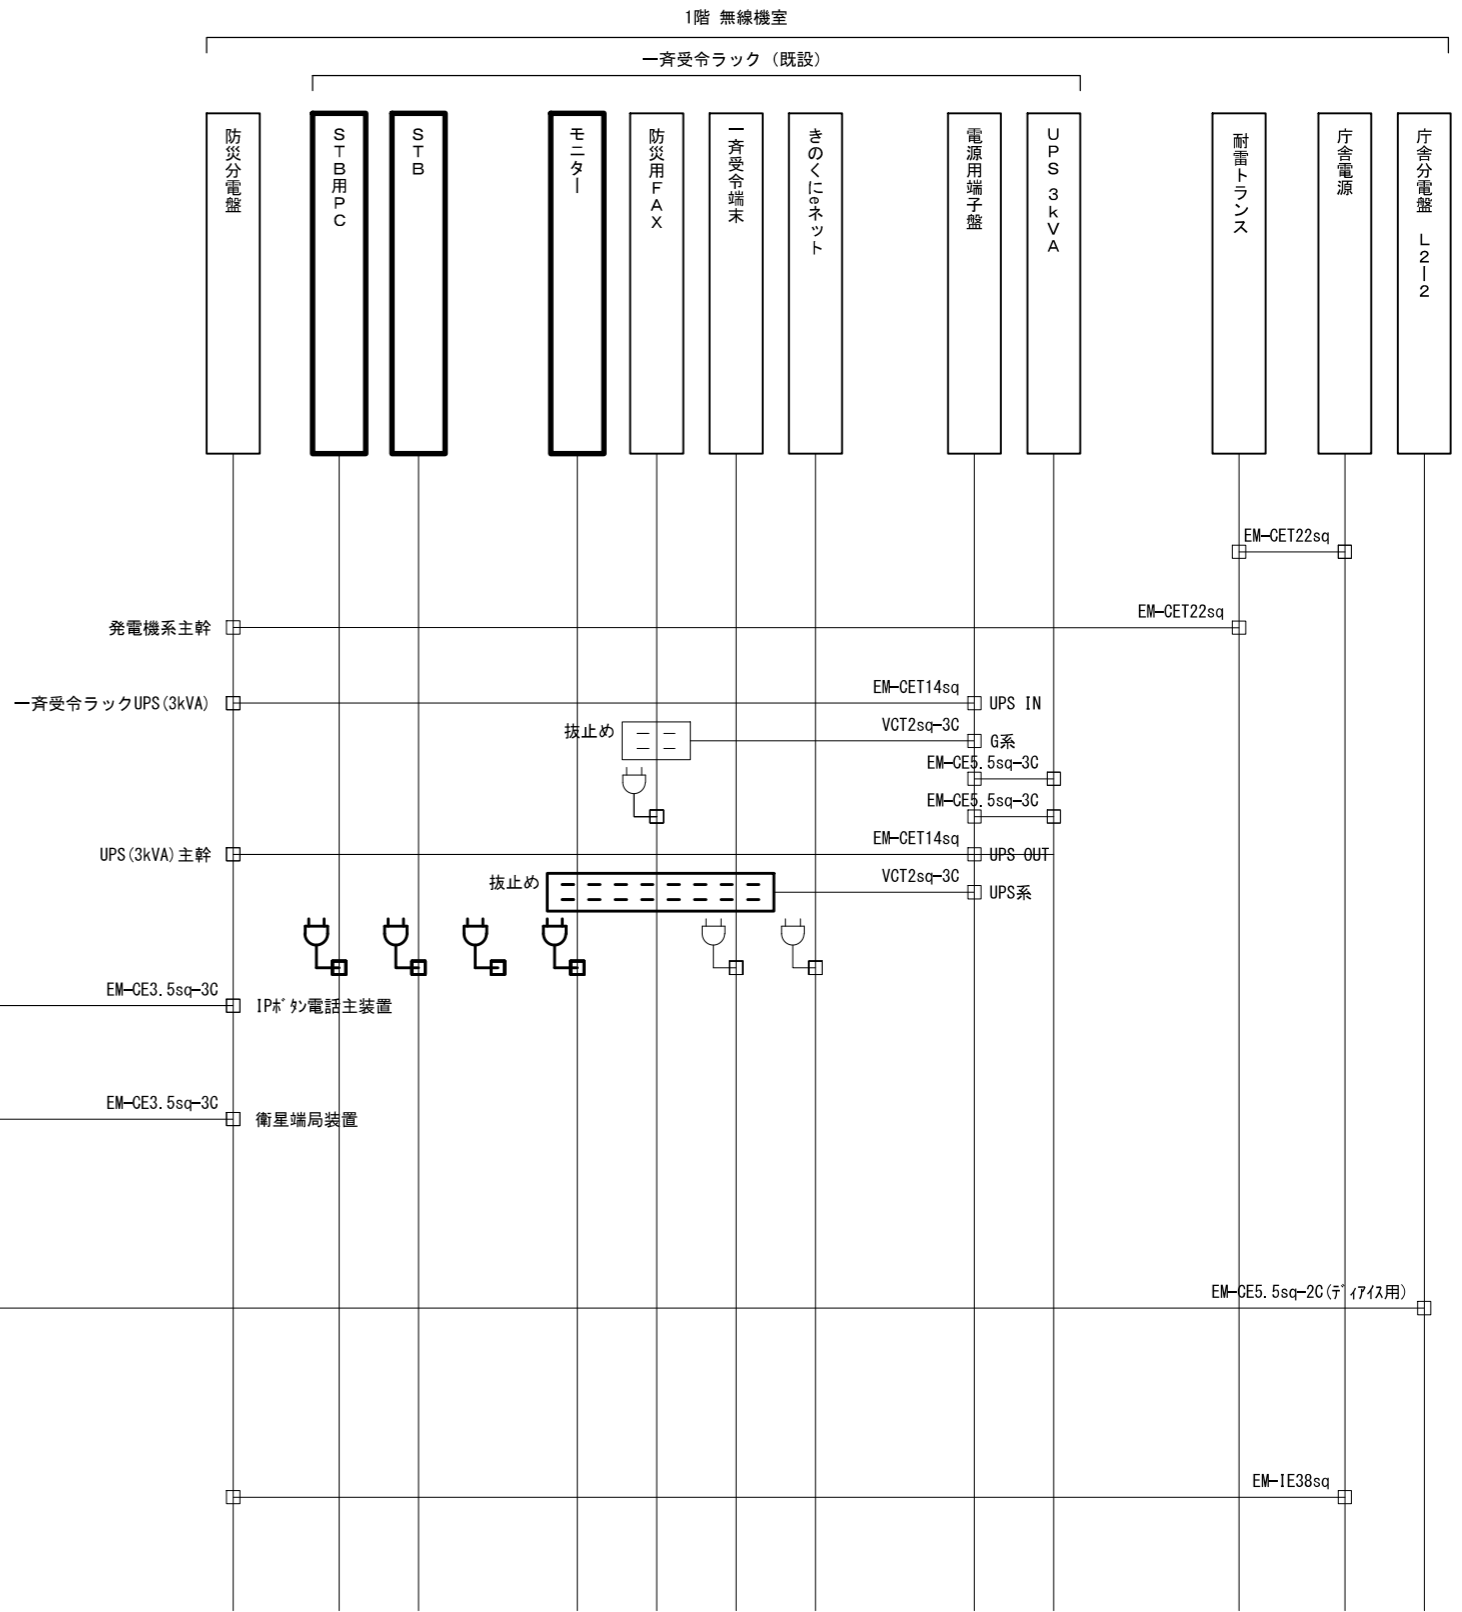 1階 無線機室
一斉受令ラック (既設)
防災分電盤
STB用PC
STB
モニター
防災用FAX
一斉受令端末
きのくにeネット
電源用端子盤
UPS 3kVA
耐雷トランス
庁舎電源
庁舎分電盤 L2-2
EM-CET22sq
EM-CET22sq
発電機系主幹
EM-CET14sq
一斉受令ラックUPS(3kVA)
UPS IN
VCT2sq-3C
抜止め
G系
EM-CE5.5sq-3C
EM-CE5.5sq-3C
EM-CET14sq
UPS(3kVA)主幹
UPS OUT
VCT2sq-3C
抜止め
UPS系
EM-CE3.5sq-3C
IPボタン電話主装置
EM-CE3.5sq-3C
衛星端局装置
EM-CE5.5sq-2C(ディアイス用)
EM-IE38sq